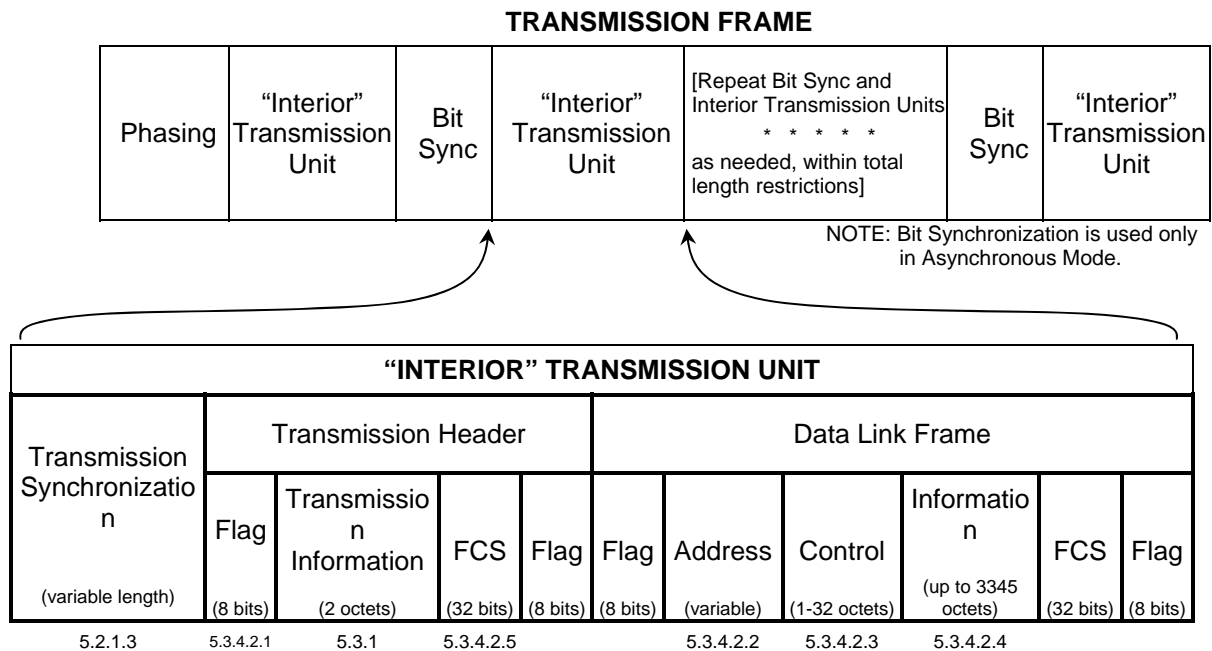 TRANSMISSION FRAME
Phasing
“Interior”
Transmission
Unit
Bit
Sync
“Interior”
Transmission
Unit
[Repeat Bit Sync and
Interior Transmission Units
* * * * *
as needed, within total
length restrictions]
Bit
Sync
“Interior”
Transmission
Unit
NOTE: Bit Synchronization is used only
in Asynchronous Mode.
“INTERIOR” TRANSMISSION UNIT
Transmission
Synchronizatio
n
(variable length)
Transmission Header
Data Link Frame
Flag
(8 bits)
Transmissio
n
Information
(2 octets)
FCS
(32 bits)
Flag
(8 bits)
Flag
(8 bits)
Address
(variable)
Control
(1-32 octets)
Informatio
n
(up to 3345
octets)
FCS
(32 bits)
Flag
(8 bits)
5.2.1.3
5.3.4.2.1
5.3.1
5.3.4.2.5
5.3.4.2.2
5.3.4.2.3
5.3.4.2.4